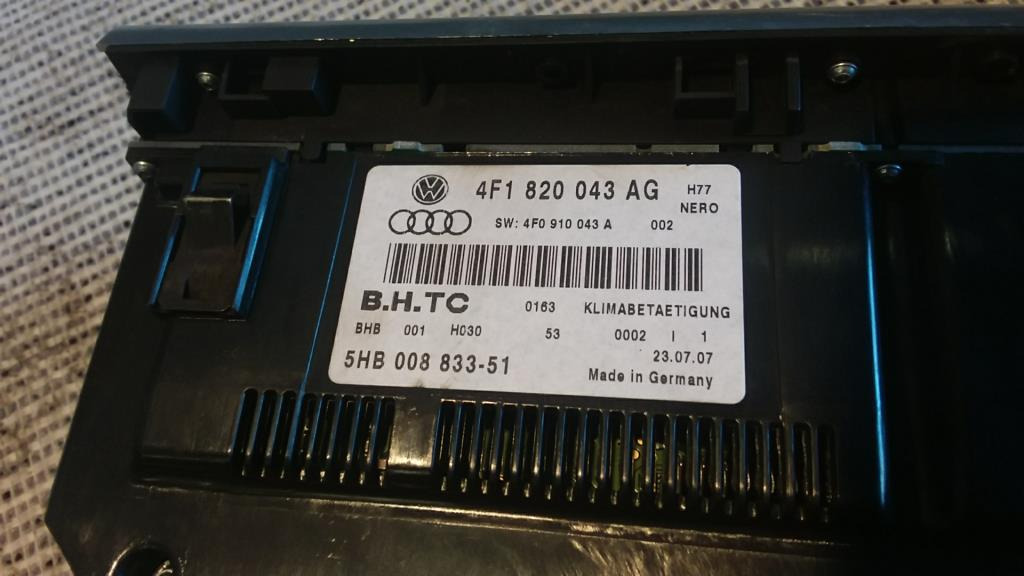 4F1 820 043 AG H77
NERO
SW: 4F0 910 043 A 002
B.H.TC 0163 KLIMABETAETIGUNG
BHB 001 H030 53 0002 I 1
23.07.07
5HB 008 833-51
Made in Germany